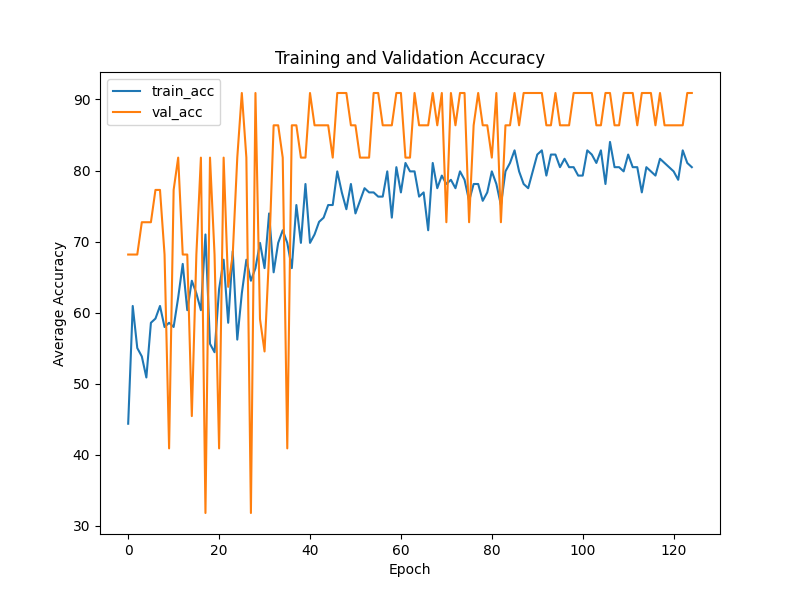 Training and Validation Accuracy
train_acc
val_acc
Average Accuracy
90
80
70
60
50
40
30
0 20 40 60 80 100 120
Epoch